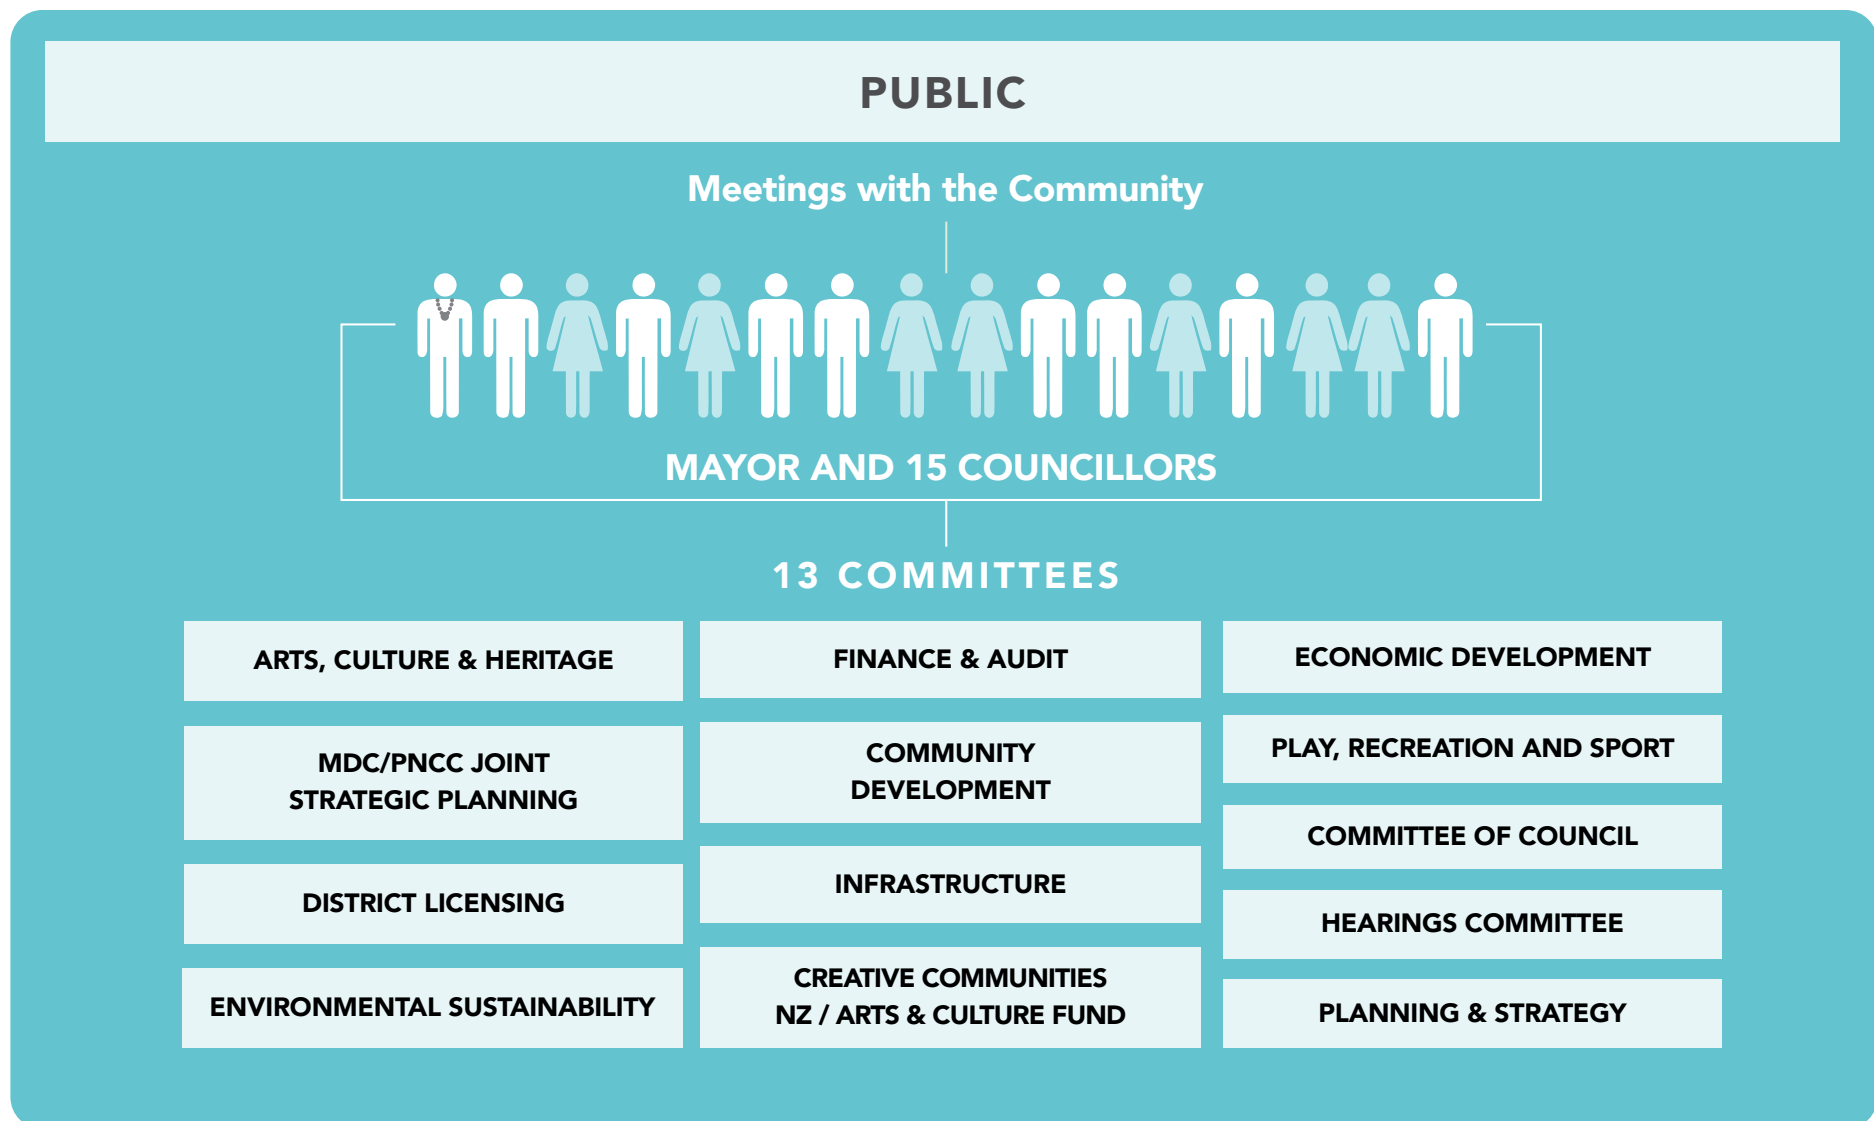 PUBLIC
Meetings with the Community
MAYOR AND 15 COUNCILLORS
13 COMMITTEES
ARTS, CULTURE & HERITAGE
MDC/PNCC JOINT
STRATEGIC PLANNING
DISTRICT LICENSING
ENVIRONMENTAL SUSTAINABILITY
FINANCE & AUDIT
COMMUNITY
DEVELOPMENT
INFRASTRUCTURE
CREATIVE COMMUNITIES
NZ / ARTS & CULTURE FUND
ECONOMIC DEVELOPMENT
PLAY, RECREATION AND SPORT
COMMITTEE OF COUNCIL
HEARINGS COMMITTEE
PLANNING & STRATEGY